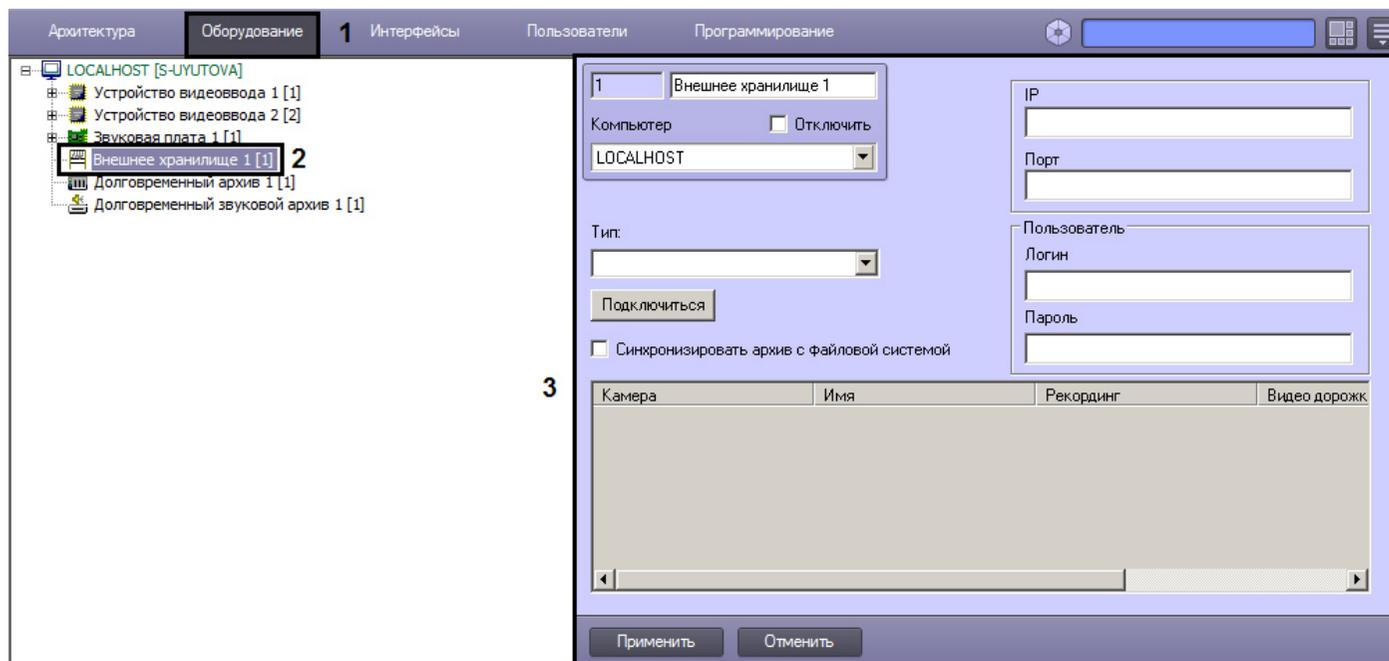 Архитектура Оборудование 1 Интерфейсы Пользователи Программирование
LOCALHOST [S-UYUTOVA]
Устройство видеоввода 1 [1]
Устройство видеоввода 2 [2]
Звуковая плата 1 [1]
Внешнее хранилище 1 [1] 2
Долговременный архив 1 [1]
Долговременный звуковой архив 1 [1]
3
1 Внешнее хранилище 1
Компьютер Отключить
LOCALHOST
IP
Порт
Тип:
Подключиться
Синхронизировать архив с файловой системой
Пользователь
Логин
Пароль
Камера Имя Рекординг Видео дорожк
Применить Отменить